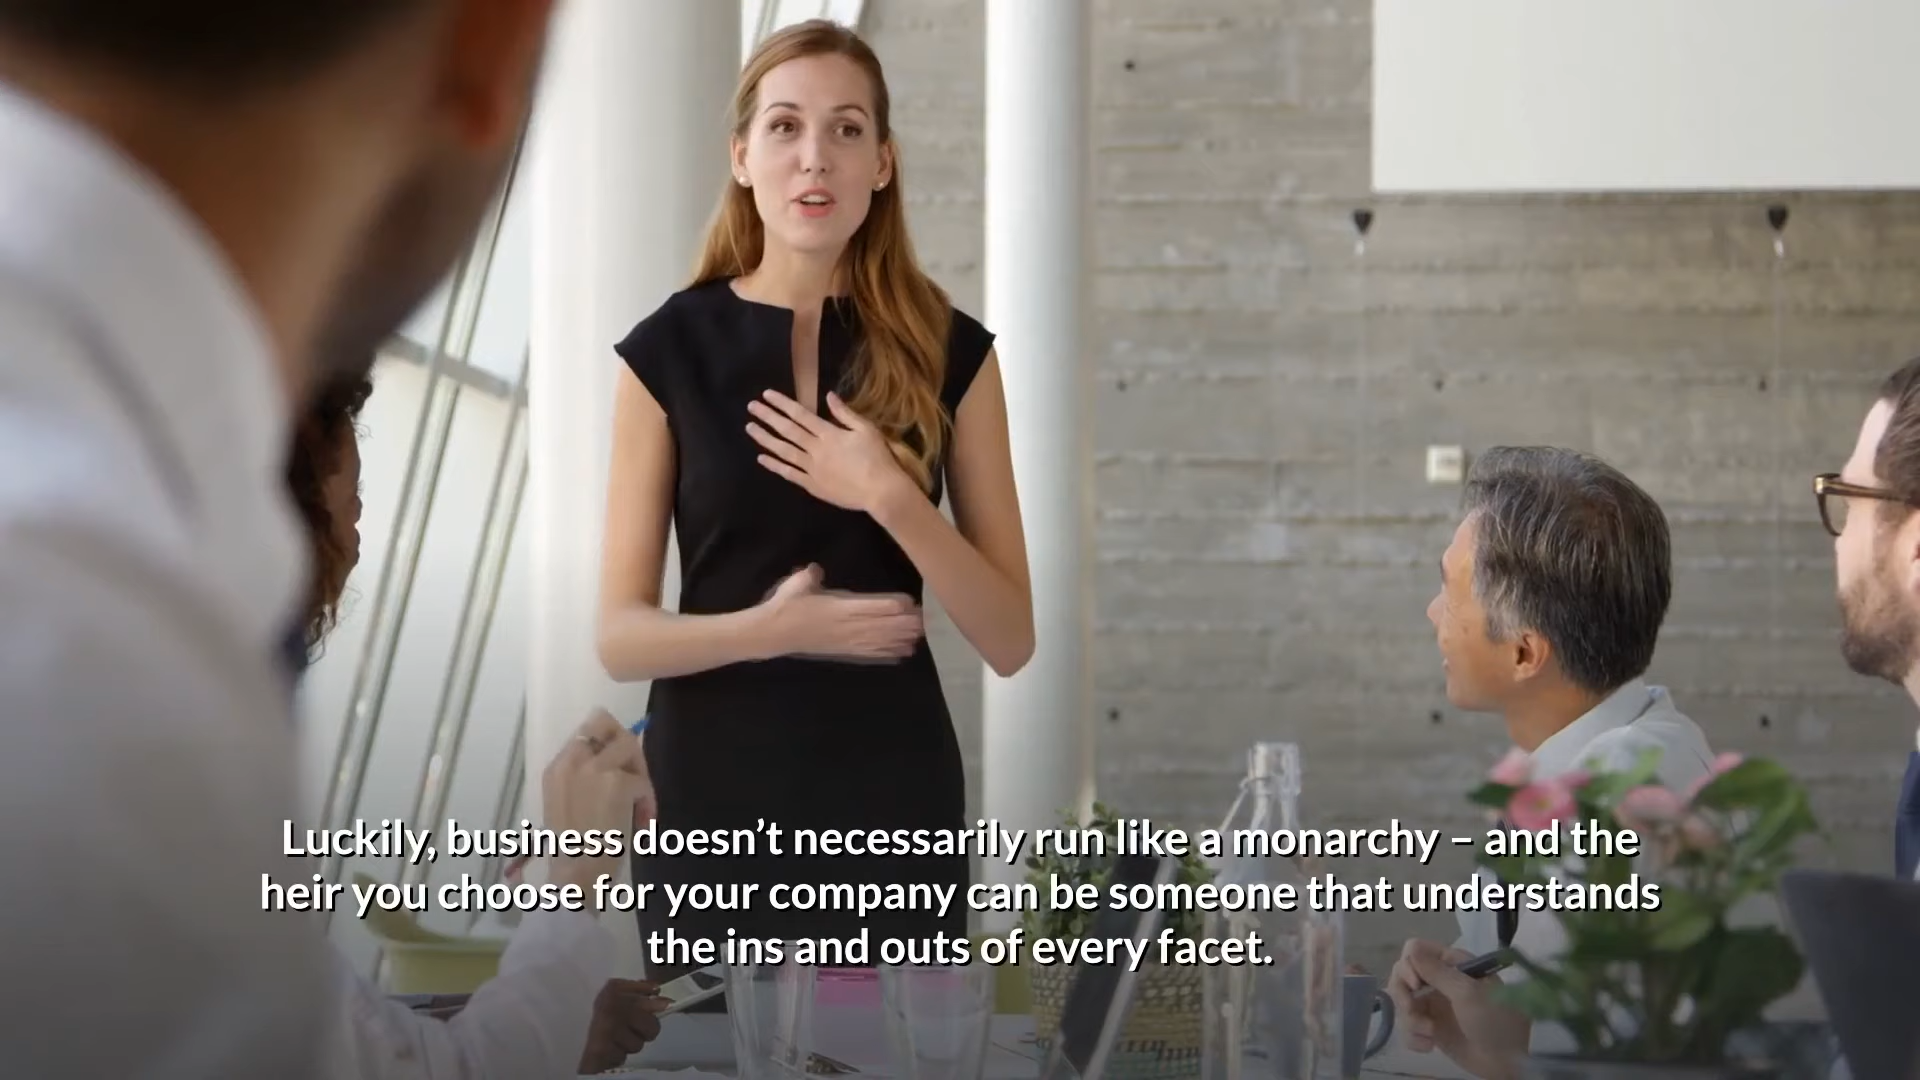 Luckily, business doesn’t necessarily run like a monarchy – and the
heir you choose for your company can be someone that understands
the ins and outs of every facet.